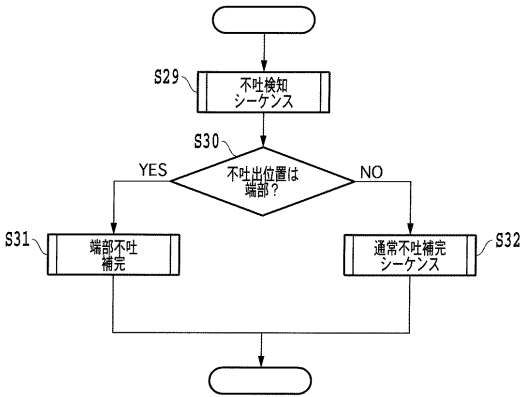 S29
不吐検知
シーケンス
S30
不吐出位置は
端部？
YES
NO
S31
端部不吐
補完
通常不吐補完
シーケンス
S32